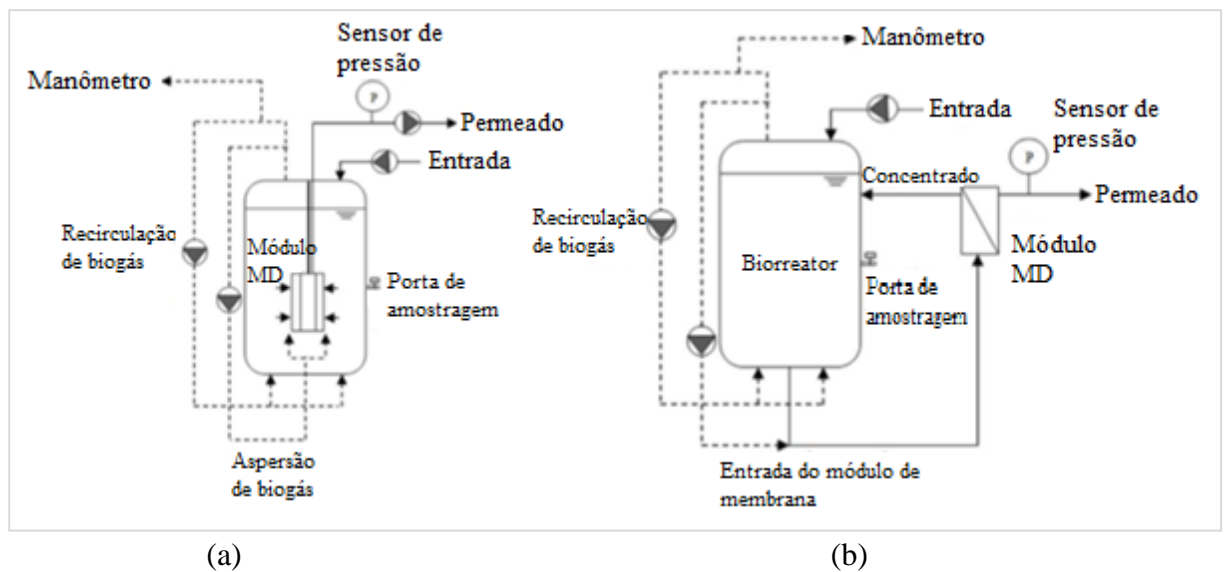 Sensor de
pressão
Manômetro
P
Permeado
Entrada
Recirculação
de biogás
Módulo
MD
Porta de
amostragem
Aspersão
de biogás
(a)
Manômetro
Entrada
Sensor de
pressão
P
Concentrado
Permeado
Recirculação
de biogás
Biorreator
Módulo
MD
Porta de
amostragem
Entrada do módulo de
membrana
(b)